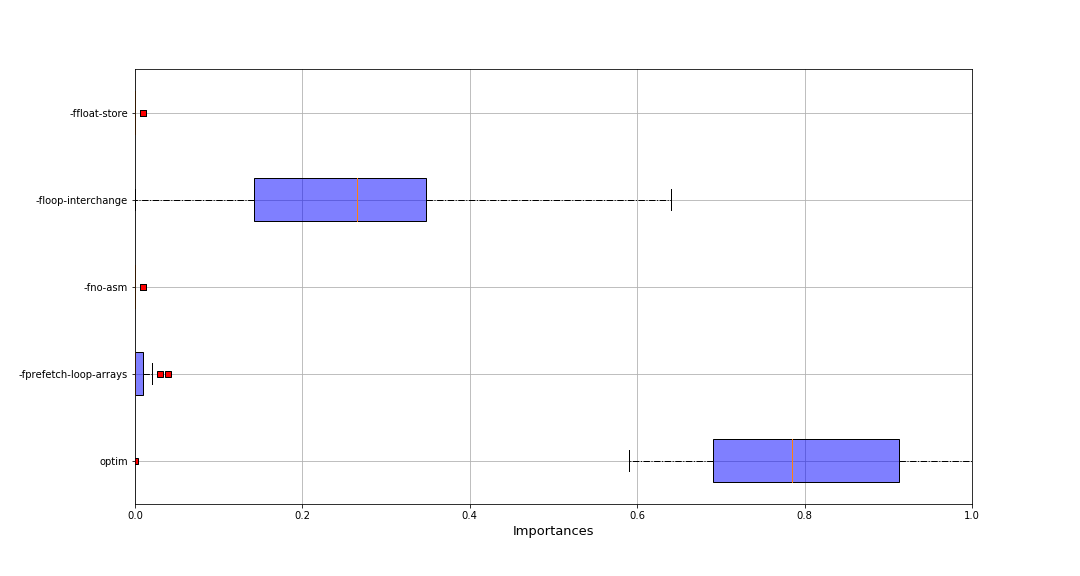 -ffloat-store
-floop-interchange
-fno-asm
-fprefetch-loop-arrays
optim
0.0 0.2 0.4 0.6 0.8 1.0
Importances